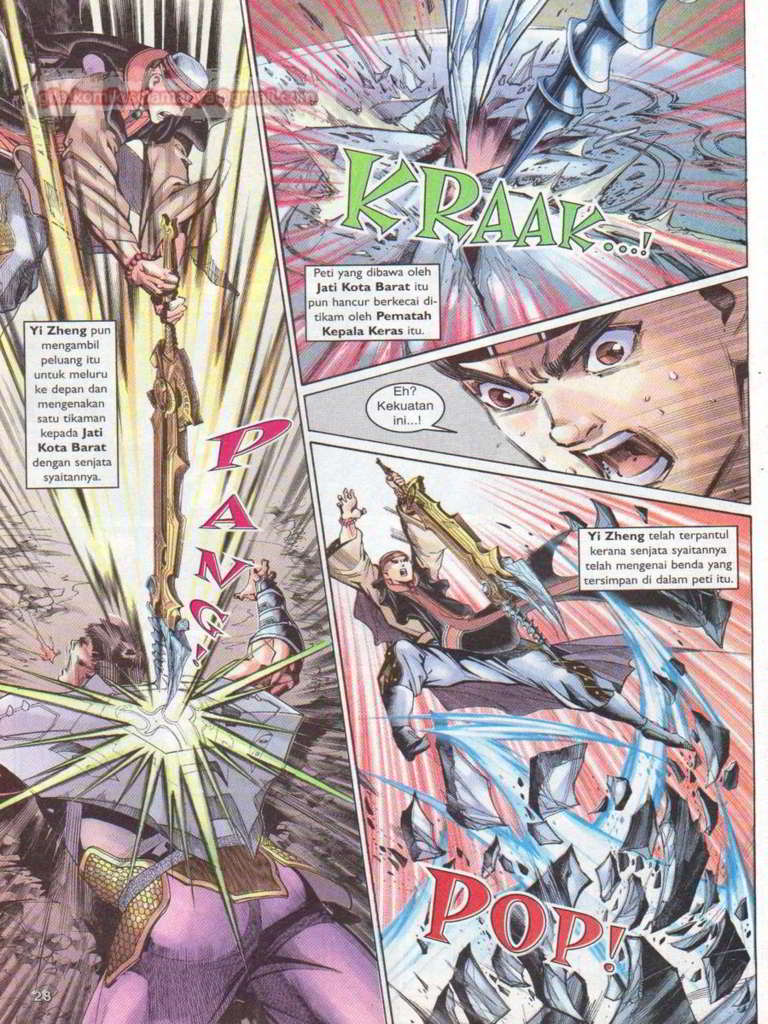 Yi Zheng pun
mengambil
peluang itu
untuk meluru
ke depan dan
mengenakan
satu tikaman
kepada Jati
Kota Barat
dengan senjata
syaitannya.
PANG!
KRAAK...!
Peti yang dibawa oleh
Jati Kota Barat itu
pun hancur berkecai di-
tikam oleh Pematah
Kepala Keras itu.
Eh?
Kekuatan
ini...!
Yi Zheng telah terpantul
kerana senjata syaitannya
telah mengenai benda yang
tersimpan di dalam peti itu.
POP!
28